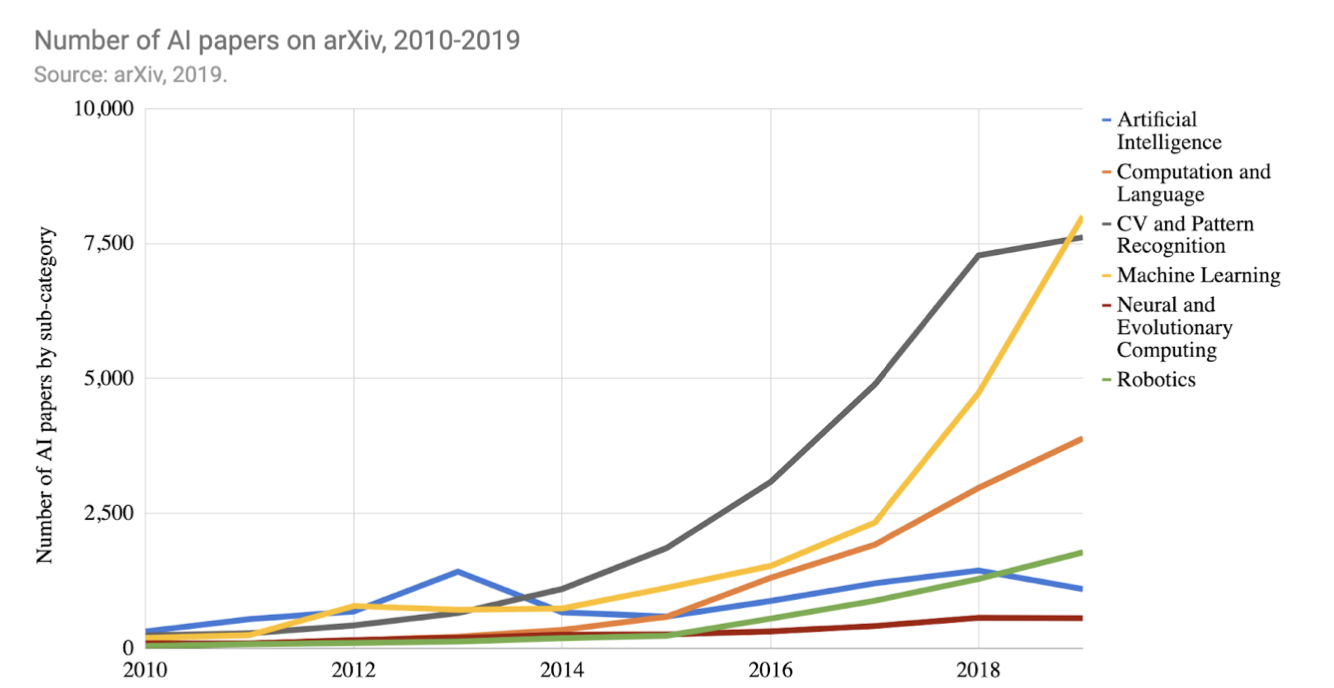 Number of AI papers on arXiv, 2010-2019
Source: arXiv, 2019.
Number of AI papers by sub-category
10,000
7,500
5,000
2,500
0
2010
2012
2014
2016
2018
Artificial
Intelligence
Computation and
Language
CV and Pattern
Recognition
Machine Learning
Neural and
Evolutionary
Computing
Robotics